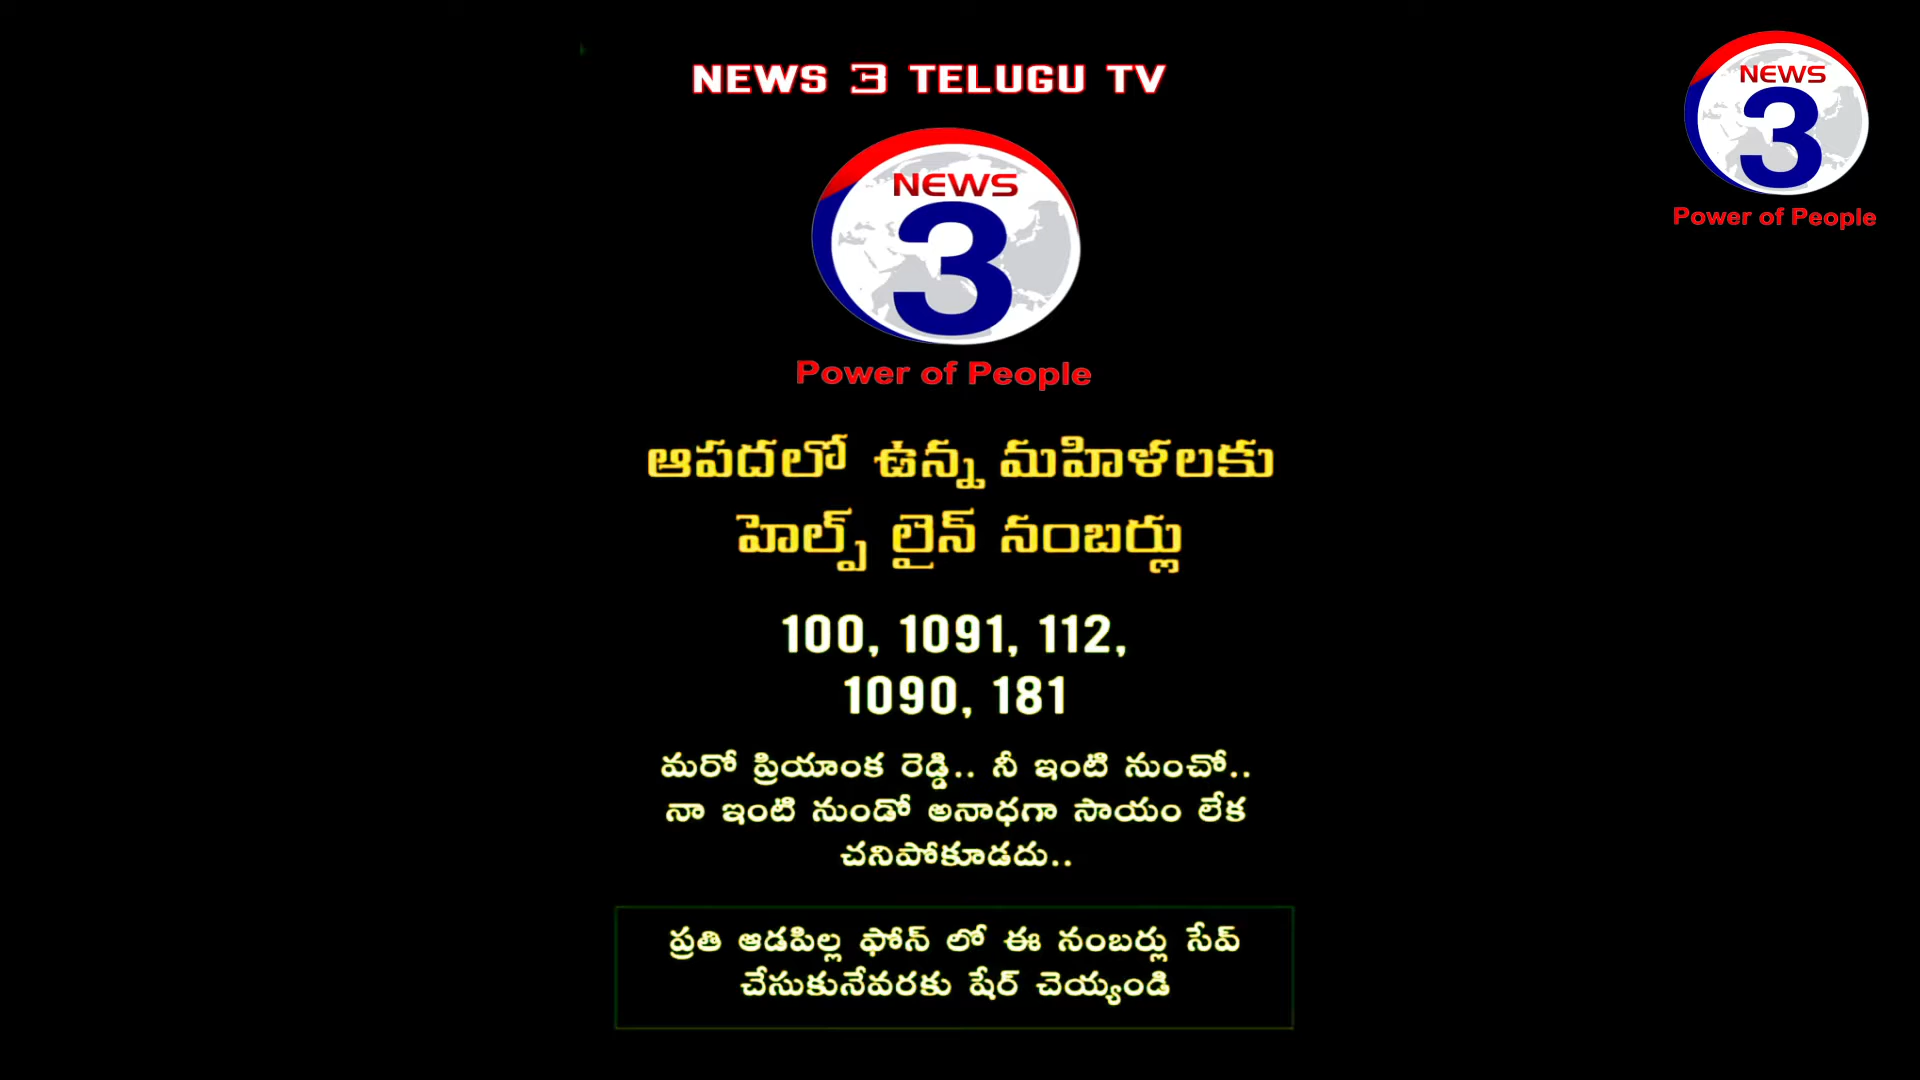 NEWS 3 TELUGU TV
NEWS
3
Power of People
NEWS
3
Power of People
ఆపదలో ఉన్న మహిళలకు
హెల్ప్ లైన్ నంబర్లు
100, 1091, 112,
1090, 181
మరో ప్రియాంక రెడ్డి.. నీ ఇంటి నుంచో..
నా ఇంటి నుండో అనాధగా సాయం లేక
చనిపోకూడదు..
ప్రతి ఆడపిల్ల ఫోన్ లో ఈ నంబర్లు సేవ్
చేసుకునేవరకు షేర్ చెయ్యండి